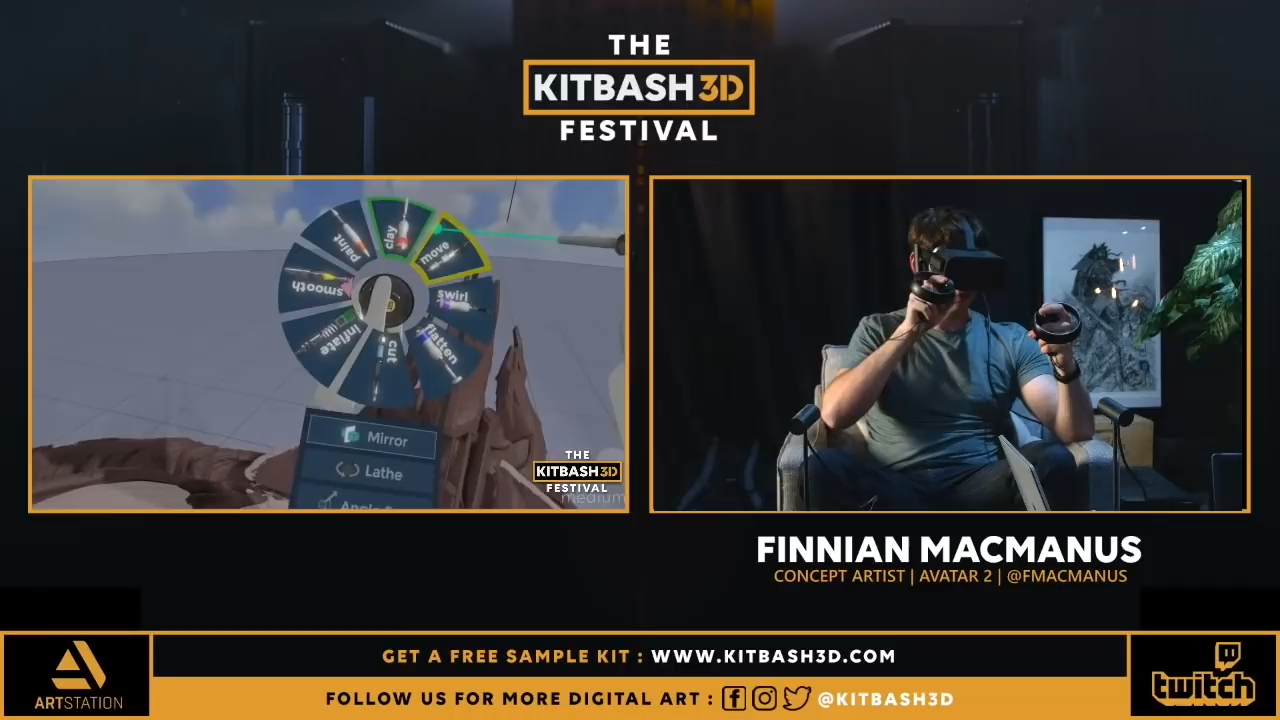 THE
KITBASH3D
FESTIVAL
paint
clay
move
smooth
swirl
inflate
cut
flatten
Mirror
Lathe
THE
KITBASH3D
FESTIVAL
medium
FINNIAN MACMANUS
CONCEPT ARTIST | AVATAR 2 | @FMACMANUS
ARTSTATION
GET A FREE SAMPLE KIT : WWW.KITBASH3D.COM
FOLLOW US FOR MORE DIGITAL ART : @KITBASH3D
twitch